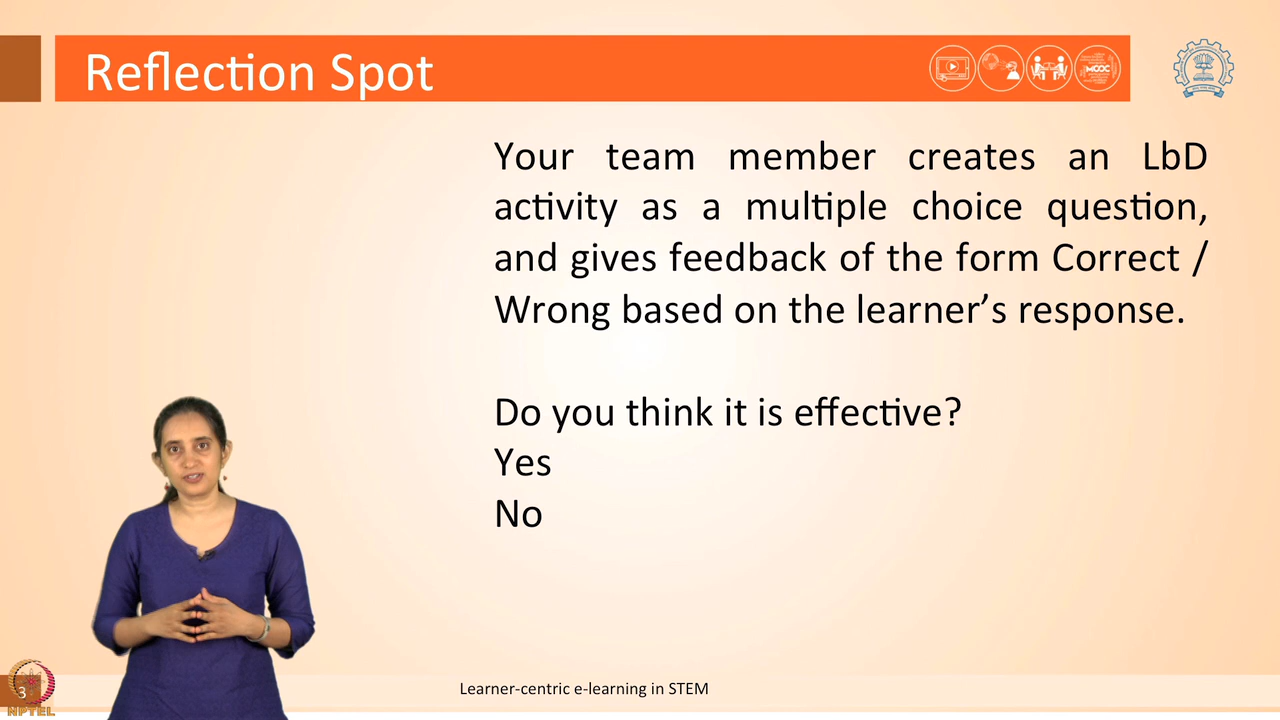 Reflection Spot
MOOC
Your team member creates an LbD
activity as a multiple choice question,
and gives feedback of the form Correct /
Wrong based on the learner's response.
Do you think it is effective?
Yes
No
Learner-centric e-learning in STEM
3
NPTEL